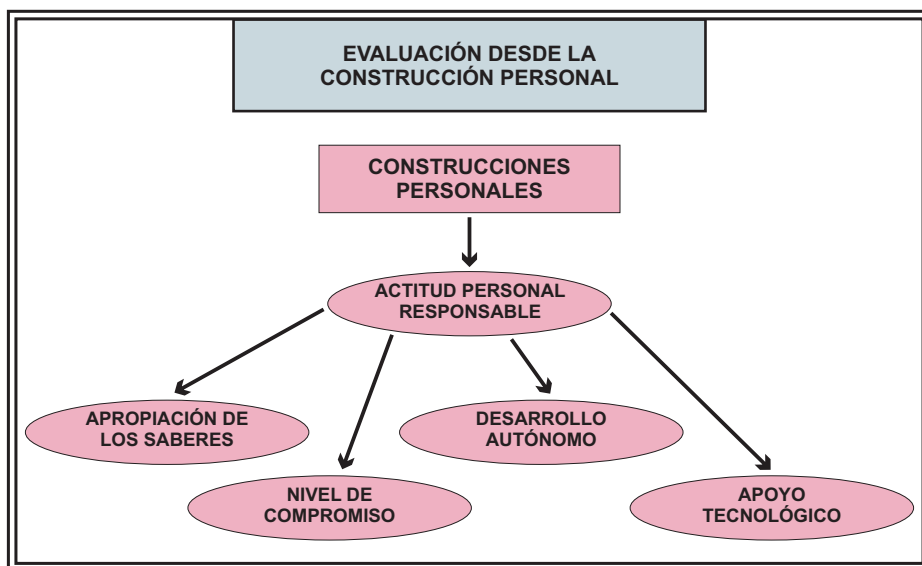 EVALUACIÓN DESDE LA
CONSTRUCCIÓN PERSONAL
CONSTRUCCIONES
PERSONALES
ACTITUD PERSONAL
RESPONSABLE
APROPIACIÓN DE
LOS SABERES
DESARROLLO
AUTÓNOMO
NIVEL DE
COMPROMISO
APOYO
TECNOLÓGICO